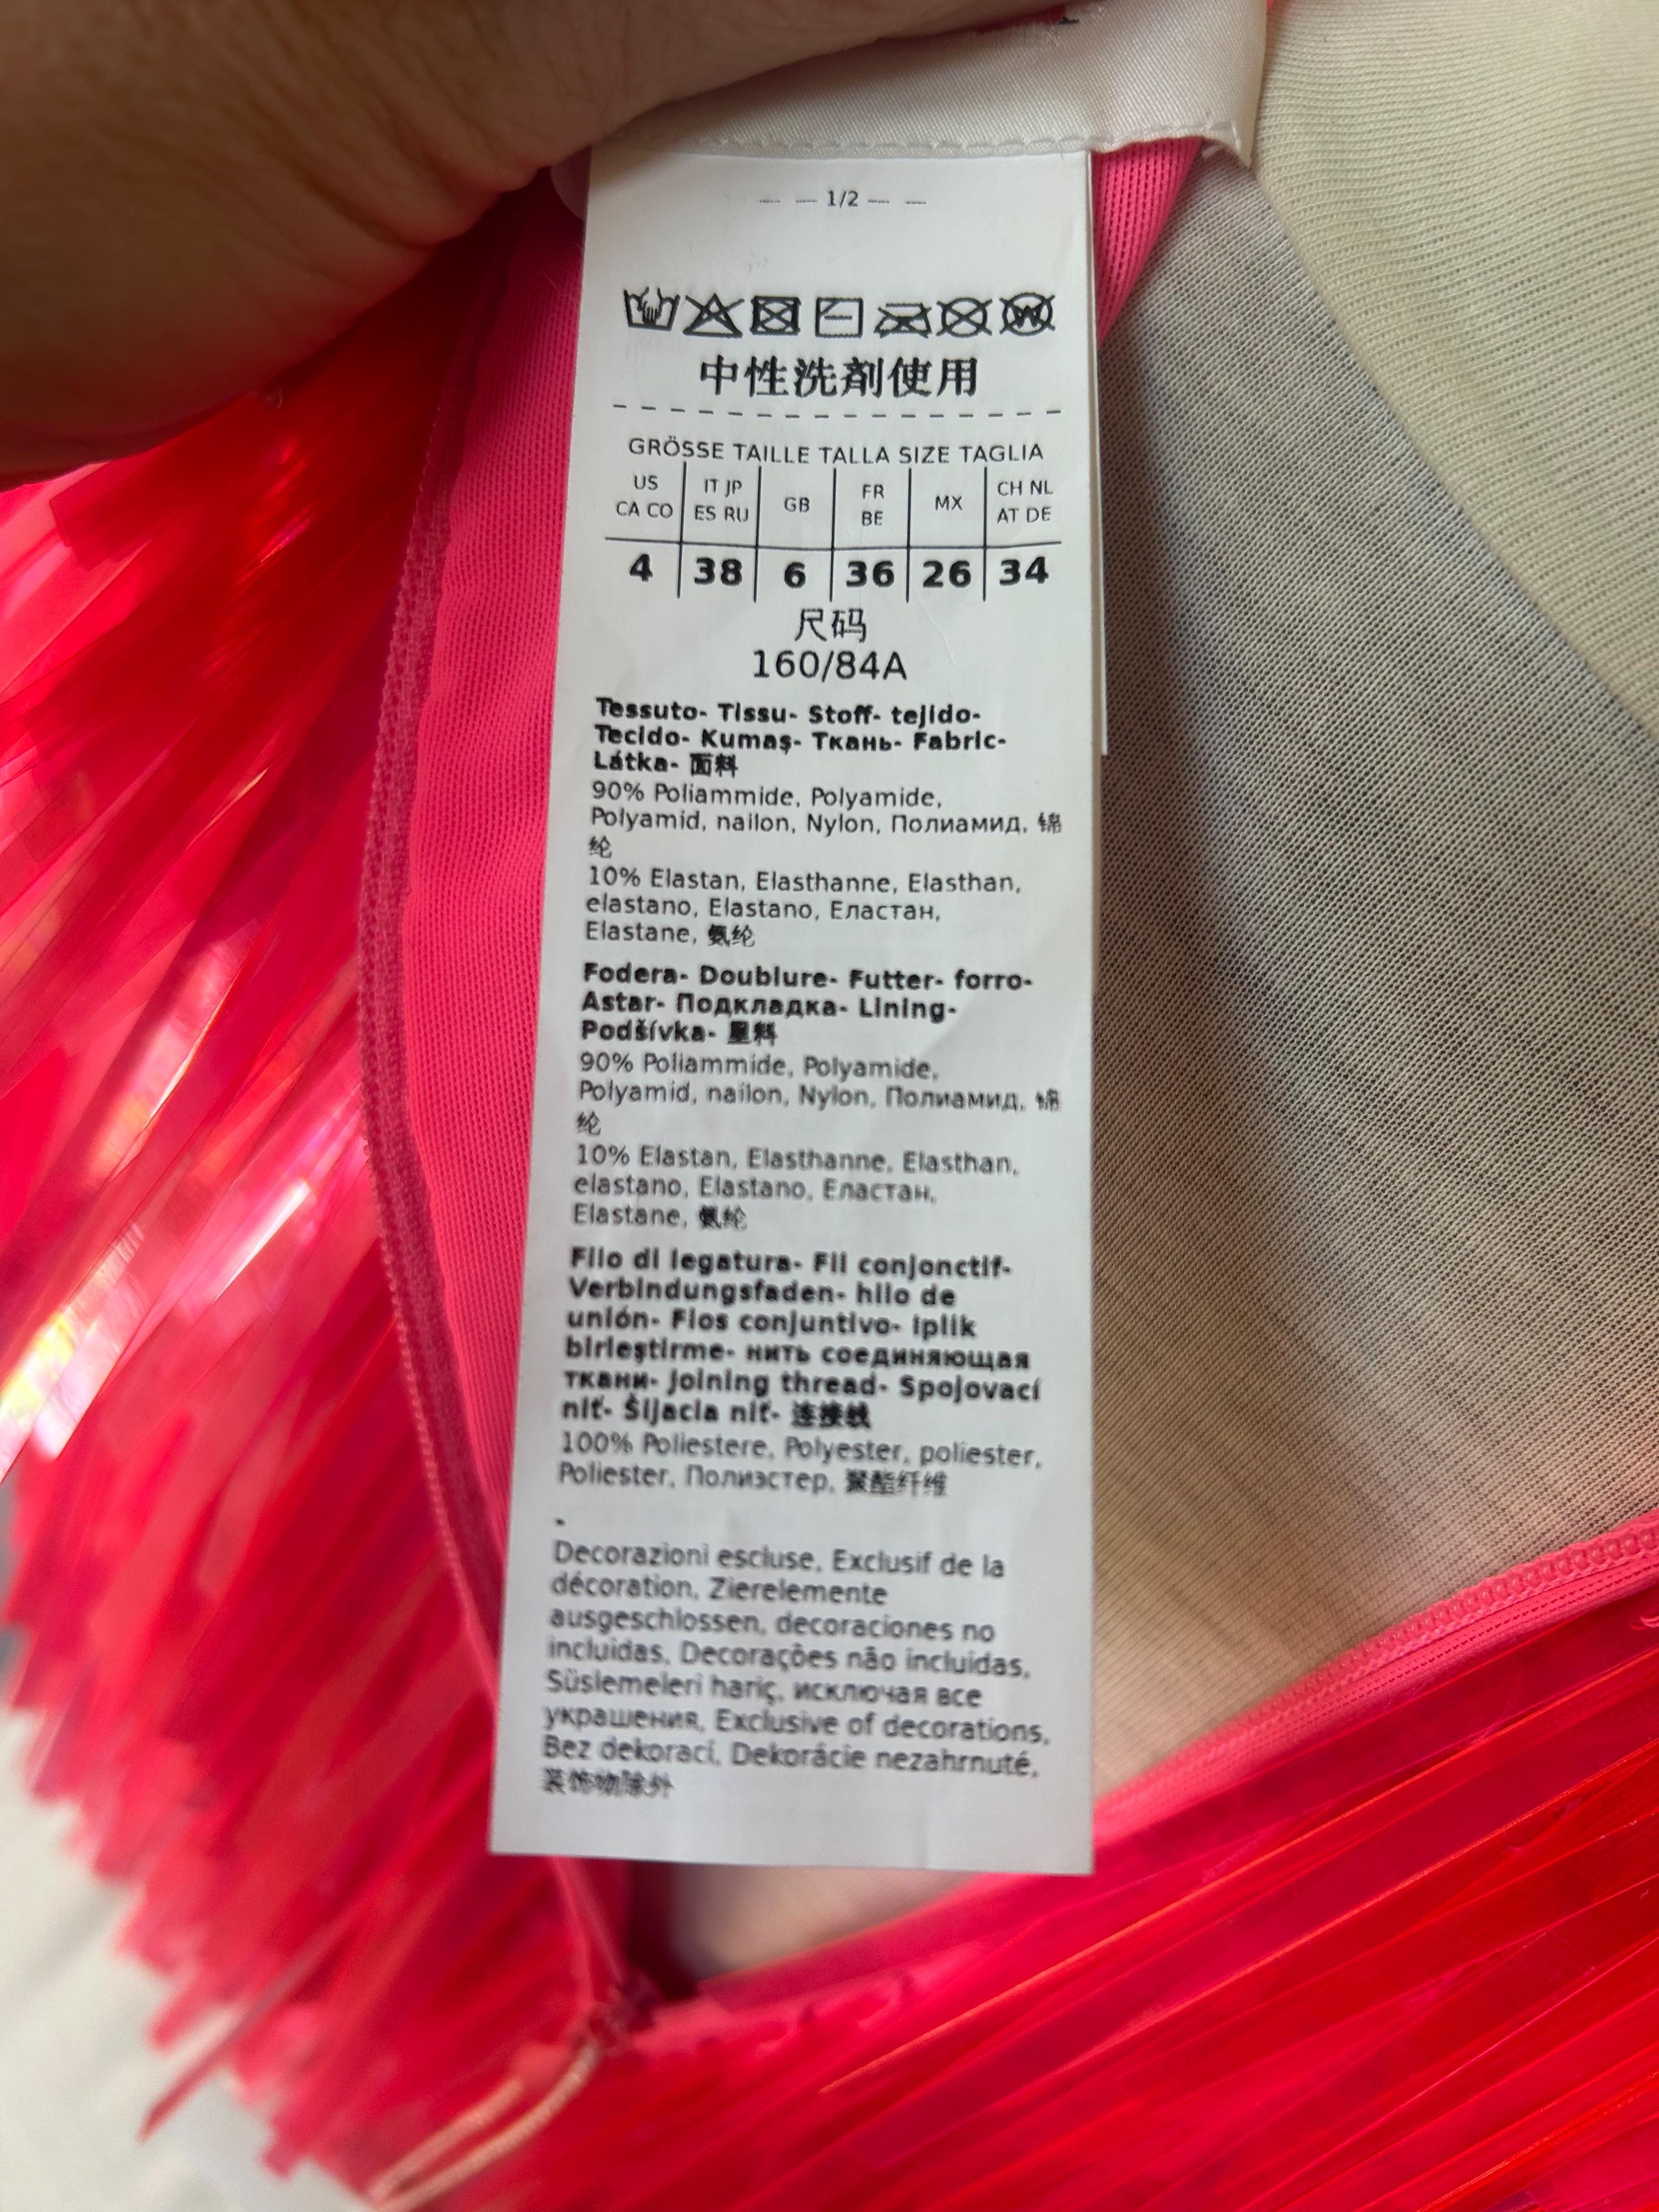 1/2
中性洗剤使用
GRÖSSE TAILLE TALLA SIZE TAGLIA
US CA CO | IT JP ES RU | GB | FR BE | MX | CH NL AT DE
4 | 38 | 6 | 36 | 26 | 34
尺码
160/84A
Tessuto- Tissu- Stoff- tejido-
Tecido- Kumaş- Ткань- Fabric-
Látka- 面料
90% Poliammide, Polyamide,
Polyamid, nailon, Nylon, Полиамид, 锦
纶
10% Elastan, Elasthanne, Elasthan,
elastano, Elastano, Еластан,
Elastane, 氨纶
Fodera- Doublure- Futter- forro-
Astar- Подкладка- Lining-
Podšívka- 里料
90% Poliammide, Polyamide,
Polyamid, nailon, Nylon, Полиамид, 锦
纶
10% Elastan, Elasthanne, Elasthan,
elastano, Elastano, Еластан,
Elastane, 氨纶
Filo di legatura- Fil conjonctif-
Verbindungsfaden- hilo de
unión- Fios conjuntivo- iplik
birleştirme- нить соединяющая
ткани- joining thread- Spojovací
niť- Šijacia niť- 连接线
100% Poliestere, Polyester, poliester,
Poliester, Полиэстер, 聚酯纤维
-
Decorazioni escluse, Exclusif de la
décoration, Zierelemente
ausgeschlossen, decoraciones no
incluidas, Decorações não incluidas,
Süslemeleri hariç, исключая все
украшения, Exclusive of decorations,
Bez dekorací, Dekorácie nezahrnuté,
装饰物除外